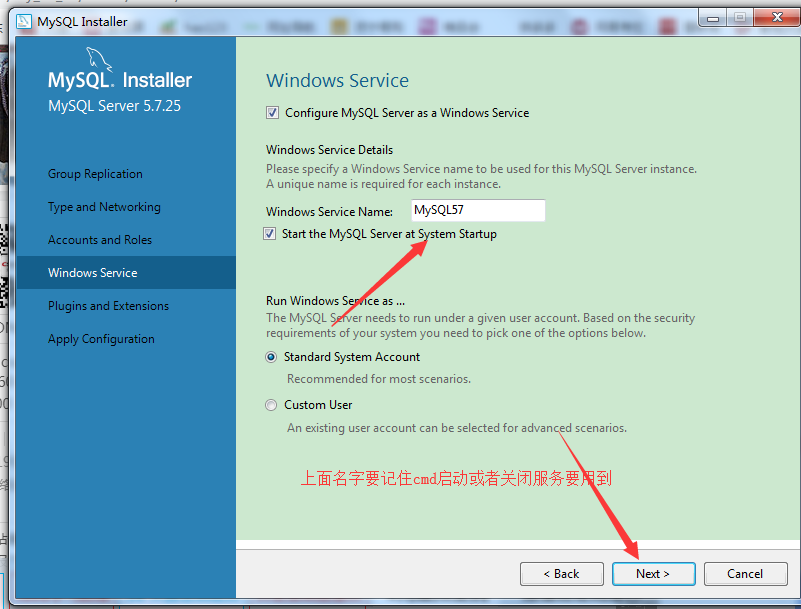 MySQL Installer
MySQL. Installer
MySQL Server 5.7.25
Group Replication
Type and Networking
Accounts and Roles
Windows Service
Plugins and Extensions
Apply Configuration
Windows Service
Configure MySQL Server as a Windows Service
Windows Service Details
Please specify a Windows Service name to be used for this MySQL Server instance.
A unique name is required for each instance.
Windows Service Name: MySQL57
Start the MySQL Server at System Startup
Run Windows Service as ...
The MySQL Server needs to run under a given user account. Based on the security
requirements of your system you need to pick one of the options below.
Standard System Account
Recommended for most scenarios.
Custom User
An existing user account can be selected for advanced scenarios.
上面名字要记住cmd启动或者关闭服务要用到
< Back Next > Cancel